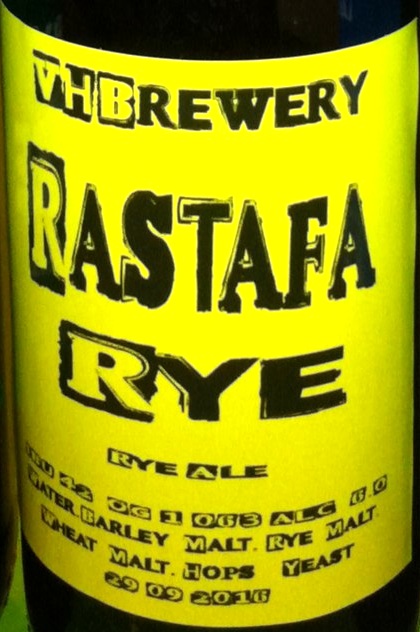 VHBREWERY
RASTAFA
RYE
RYE ALE
IBU 42 OG 1 063 ALC 6.0
WATER BARLEY MALT. RYE MALT.
WHEAT MALT. HOPS YEAST
29 09 2016